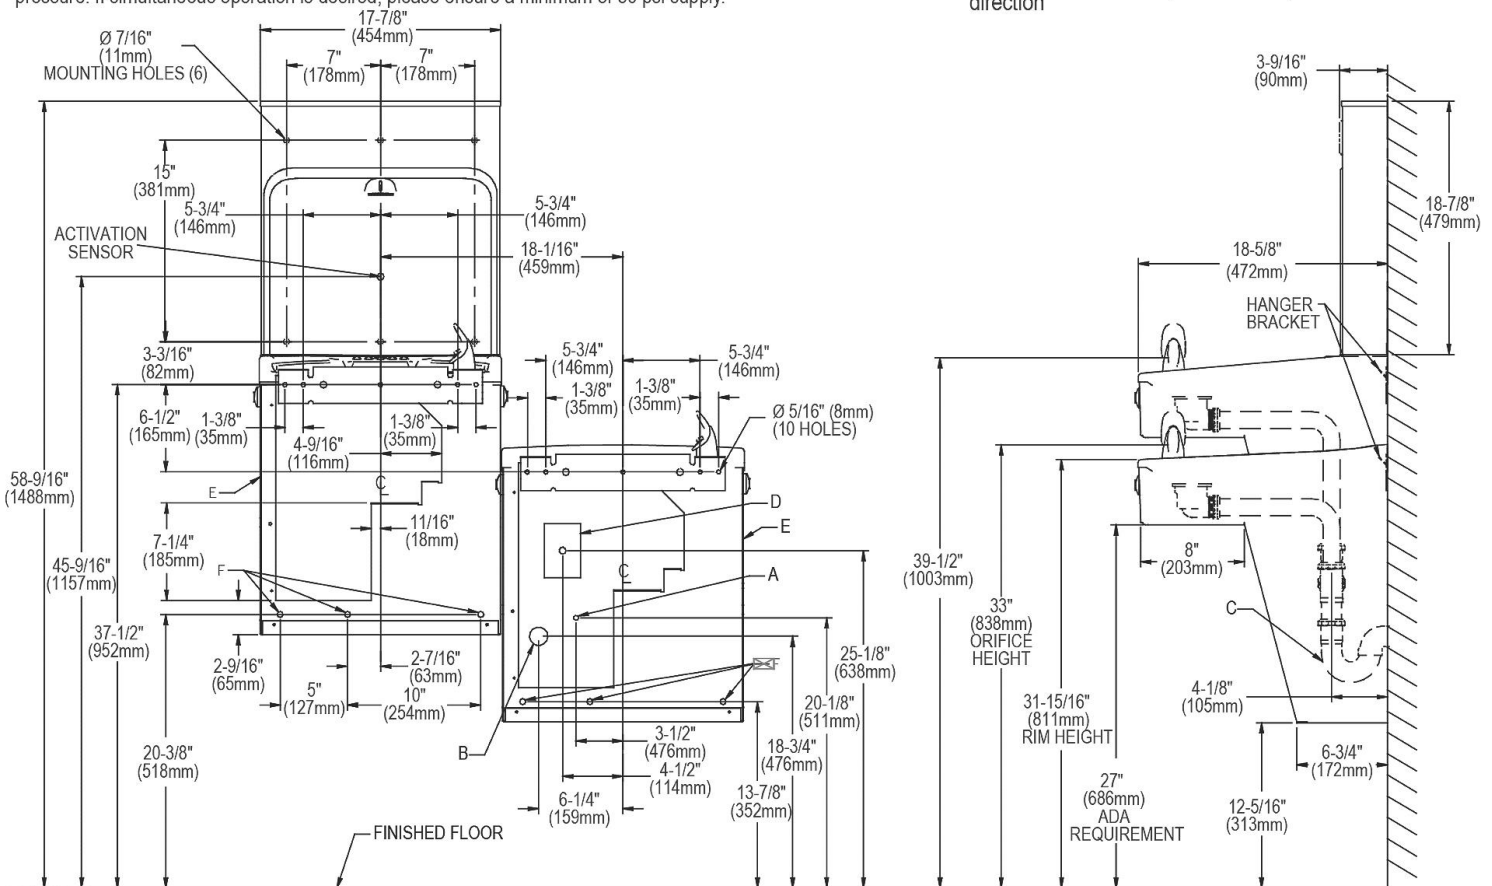 pressure. If simultaneous operation is desired, please ensure a minimum of 50 psi supply.
direction
17-7/8"
(454mm)
Ø 7/16"
(11mm)
MOUNTING HOLES (6)
7"
(178mm)
7"
(178mm)
3-9/16"
(90mm)
15"
(381mm)
5-3/4"
(146mm)
5-3/4"
(146mm)
18-7/8"
(479mm)
ACTIVATION
SENSOR
18-1/16"
(459mm)
18-5/8"
(472mm)
HANGER
BRACKET
3-3/16"
(82mm)
5-3/4"
(146mm)
5-3/4"
(146mm)
6-1/2"
(165mm)
1-3/8"
(35mm)
1-3/8"
(35mm)
1-3/8"
(35mm)
1-3/8"
(35mm)
Ø 5/16" (8mm)
(10 HOLES)
4-9/16"
(116mm)
58-9/16"
(1488mm)
E
C
D
11/16"
(18mm)
E
7-1/4"
(185mm)
45-9/16"
(1157mm)
F
C
A
39-1/2"
(1003mm)
8"
(203mm)
33"
(838mm)
ORIFICE
HEIGHT
C
37-1/2"
(952mm)
2-9/16"
(65mm)
2-7/16"
(63mm)
F
25-1/8"
(638mm)
5"
(127mm)
10"
(254mm)
20-1/8"
(511mm)
31-15/16"
(811mm)
RIM HEIGHT
4-1/8"
(105mm)
20-3/8"
(518mm)
B
3-1/2"
(476mm)
18-3/4"
(476mm)
4-1/2"
(114mm)
6-3/4"
(172mm)
6-1/4"
(159mm)
13-7/8"
(352mm)
27"
(686mm)
ADA
REQUIREMENT
12-5/16"
(313mm)
FINISHED FLOOR